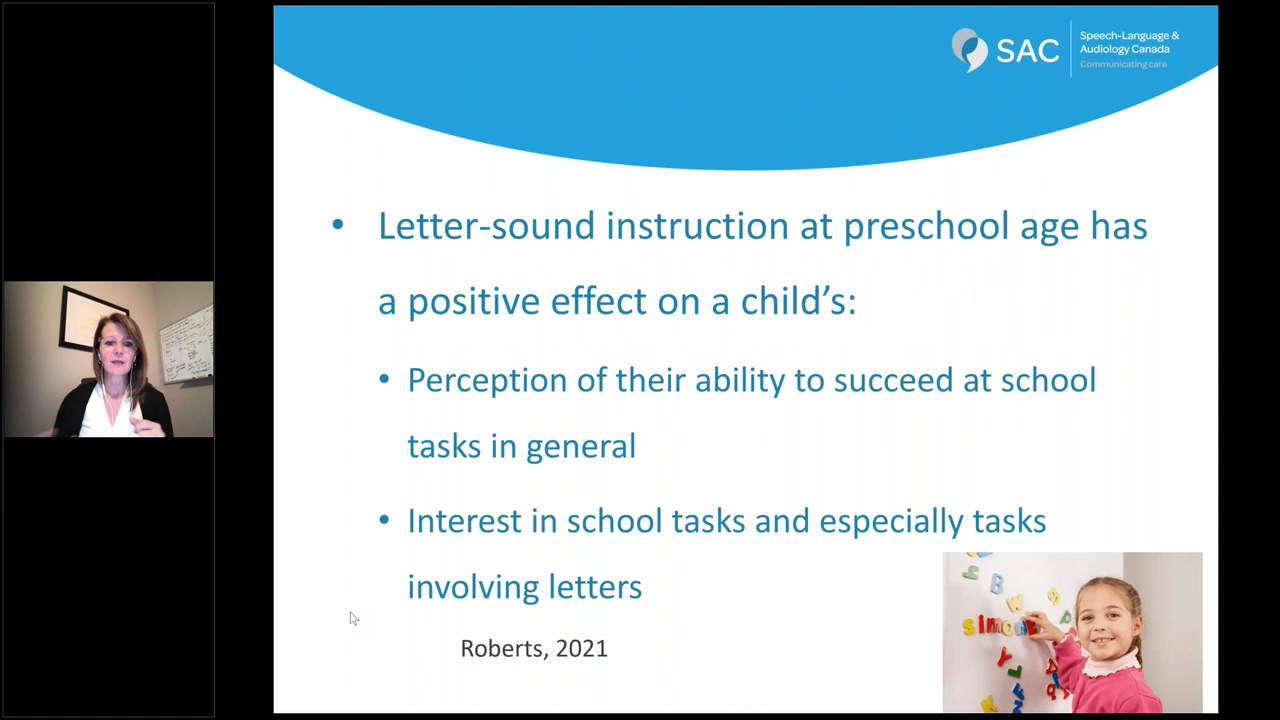 SAC
Speech-Language &
Audiology Canada
Communicating care
• Letter-sound instruction at preschool age has
a positive effect on a child’s:
• Perception of their ability to succeed at school
tasks in general
• Interest in school tasks and especially tasks
involving letters
Roberts, 2021
B
W
simon